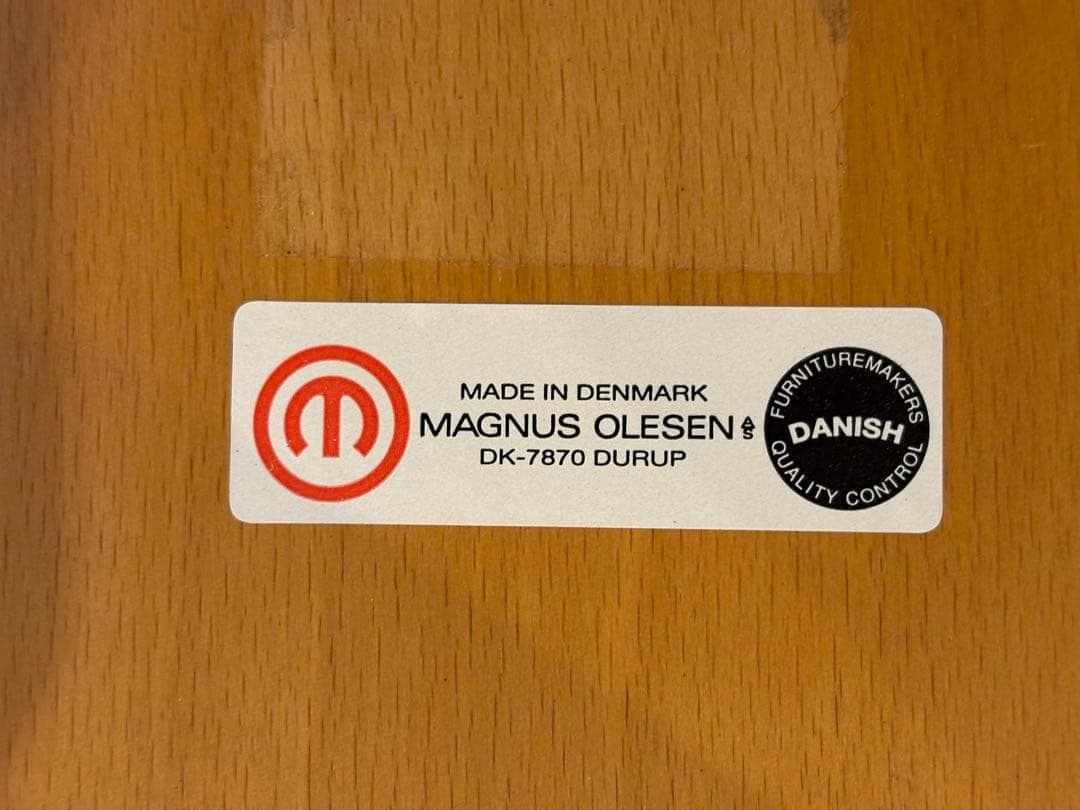 MADE IN DENMARK
MAGNUS OLESEN A/S
DK-7870 DURUP
FURNITUREMAKERS
DANISH
QUALITY CONTROL